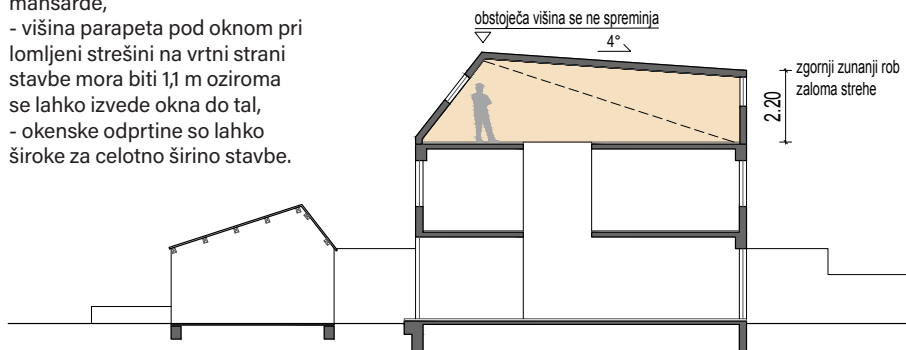 mansarde,
- višina parapeta pod oknom pri
lomljeni strešini na vrtni strani
stavbe mora biti 1,1 m oziroma
se lahko izvede okna do tal,
- okenske odprtine so lahko
široke za celotno širino stavbe.
obstoječa višina se ne spreminja
4°
zgornji zunanji rob
zaloma strehe
2.20